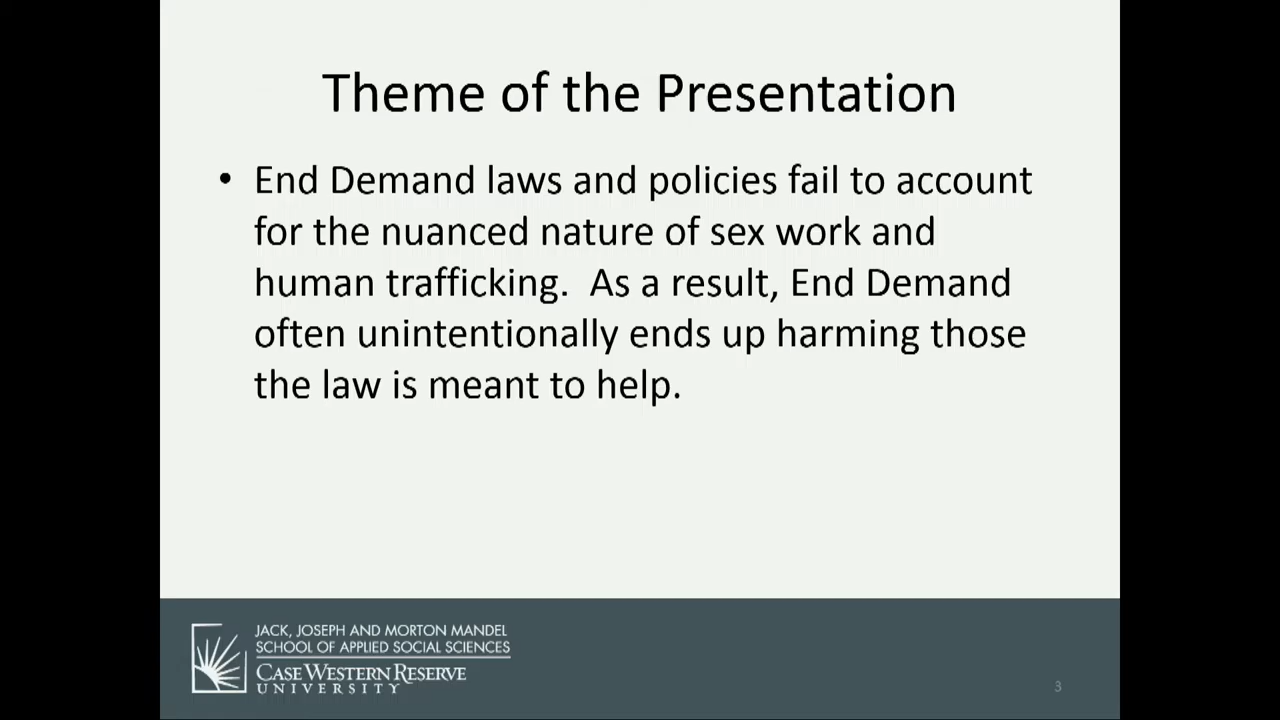 Theme of the Presentation
• End Demand laws and policies fail to account
for the nuanced nature of sex work and
human trafficking.  As a result, End Demand
often unintentionally ends up harming those
the law is meant to help.
JACK, JOSEPH AND MORTON MANDEL
SCHOOL OF APPLIED SOCIAL SCIENCES
CASE WESTERN RESERVE
UNIVERSITY
3